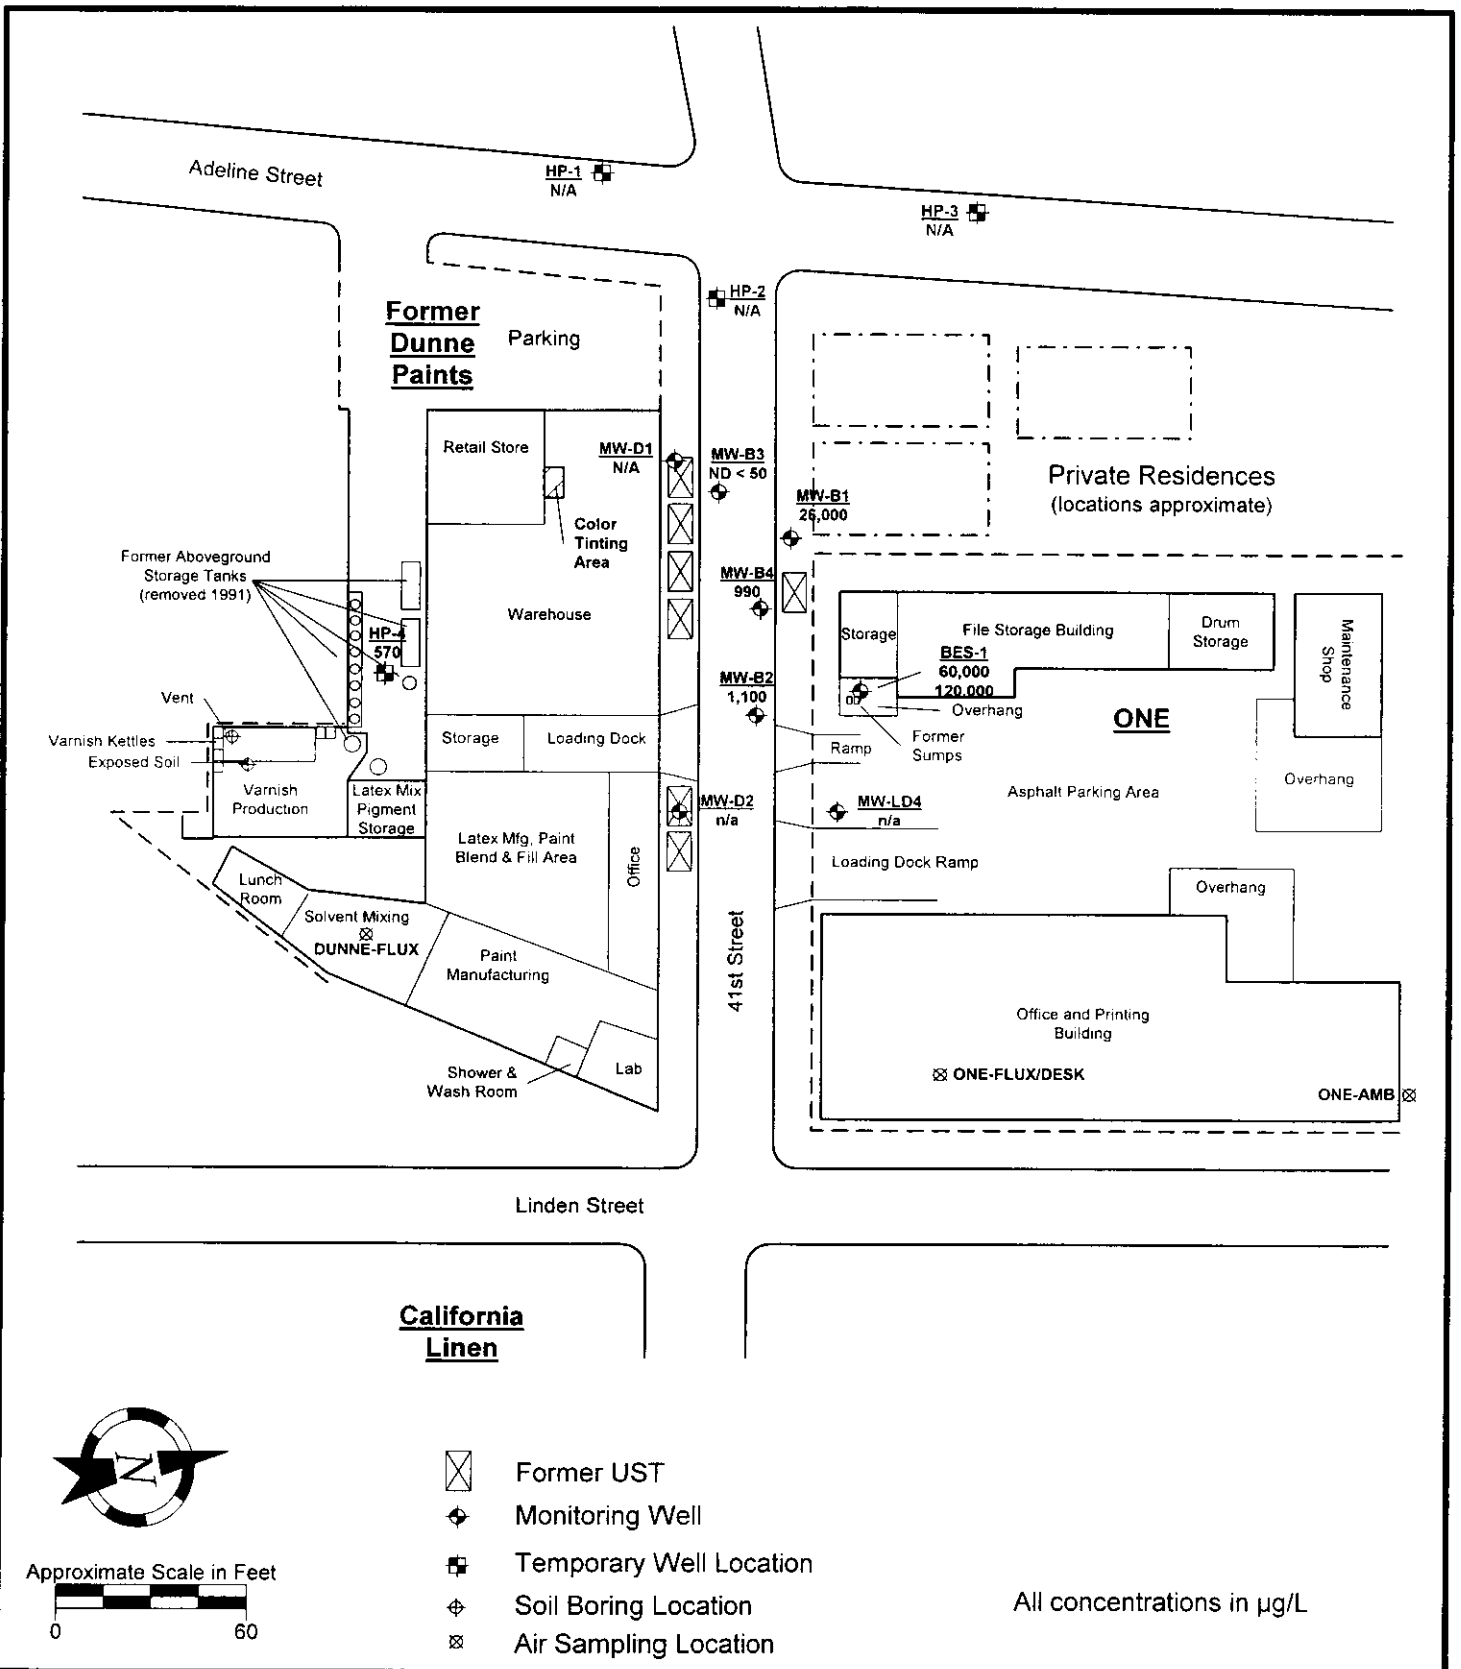 Adeline Street
HP-1
N/A
HP-3
N/A
HP-2
N/A
Former
Dunne
Paints
Parking
Retail Store
MW-D1
N/A
MW-B3
ND < 50
MW-B1
26,000
Private Residences
(locations approximate)
Color
Tinting
Area
Former Aboveground
Storage Tanks
(removed 1991)
Warehouse
MW-B4
990
HP-4
570
Storage
File Storage Building
Drum
Storage
Maintenance
Shop
BES-1
60,000
120,000
MW-B2
1,100
Vent
Overhang
ONE
Varnish Kettles
Exposed Soil
Storage
Loading Dock
Ramp
Former
Sumps
Overhang
Varnish
Production
Latex Mix
Pigment
Storage
Asphalt Parking Area
MW-D2
n/a
MW-LD4
n/a
Latex Mfg, Paint
Blend & Fill Area
Office
Loading Dock Ramp
Lunch
Room
Overhang
Solvent Mixing
DUNNE-FLUX
Paint
Manufacturing
41st Street
Office and Printing
Building
Shower &
Wash Room
Lab
ONE-FLUX/DESK
ONE-AMB
Linden Street
California
Linen
N
Former UST
Monitoring Well
Temporary Well Location
Approximate Scale in Feet
0 60
Soil Boring Location
Air Sampling Location
All concentrations in µg/L